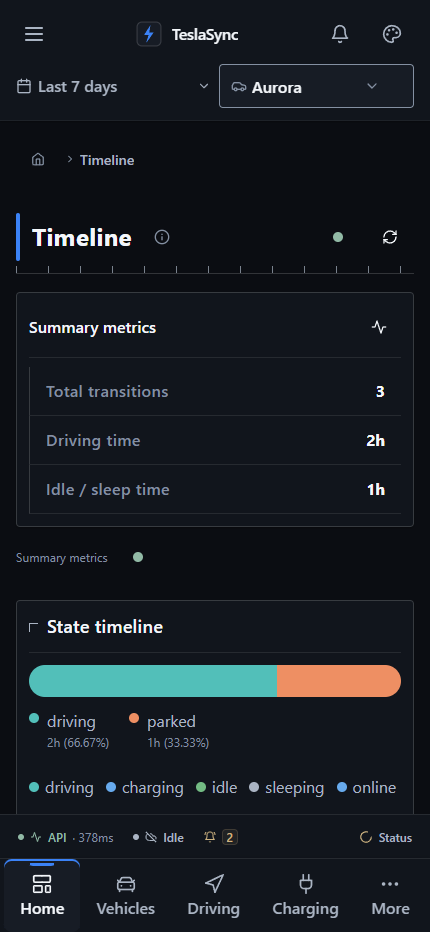 TeslaSync
Last 7 days
Aurora
Timeline
Timeline
Summary metrics
Total transitions 3
Driving time 2h
Idle / sleep time 1h
Summary metrics
State timeline
driving parked
2h (66.67%) 1h (33.33%)
driving charging idle sleeping online
API · 378ms Idle 2 Status
Home Vehicles Driving Charging More